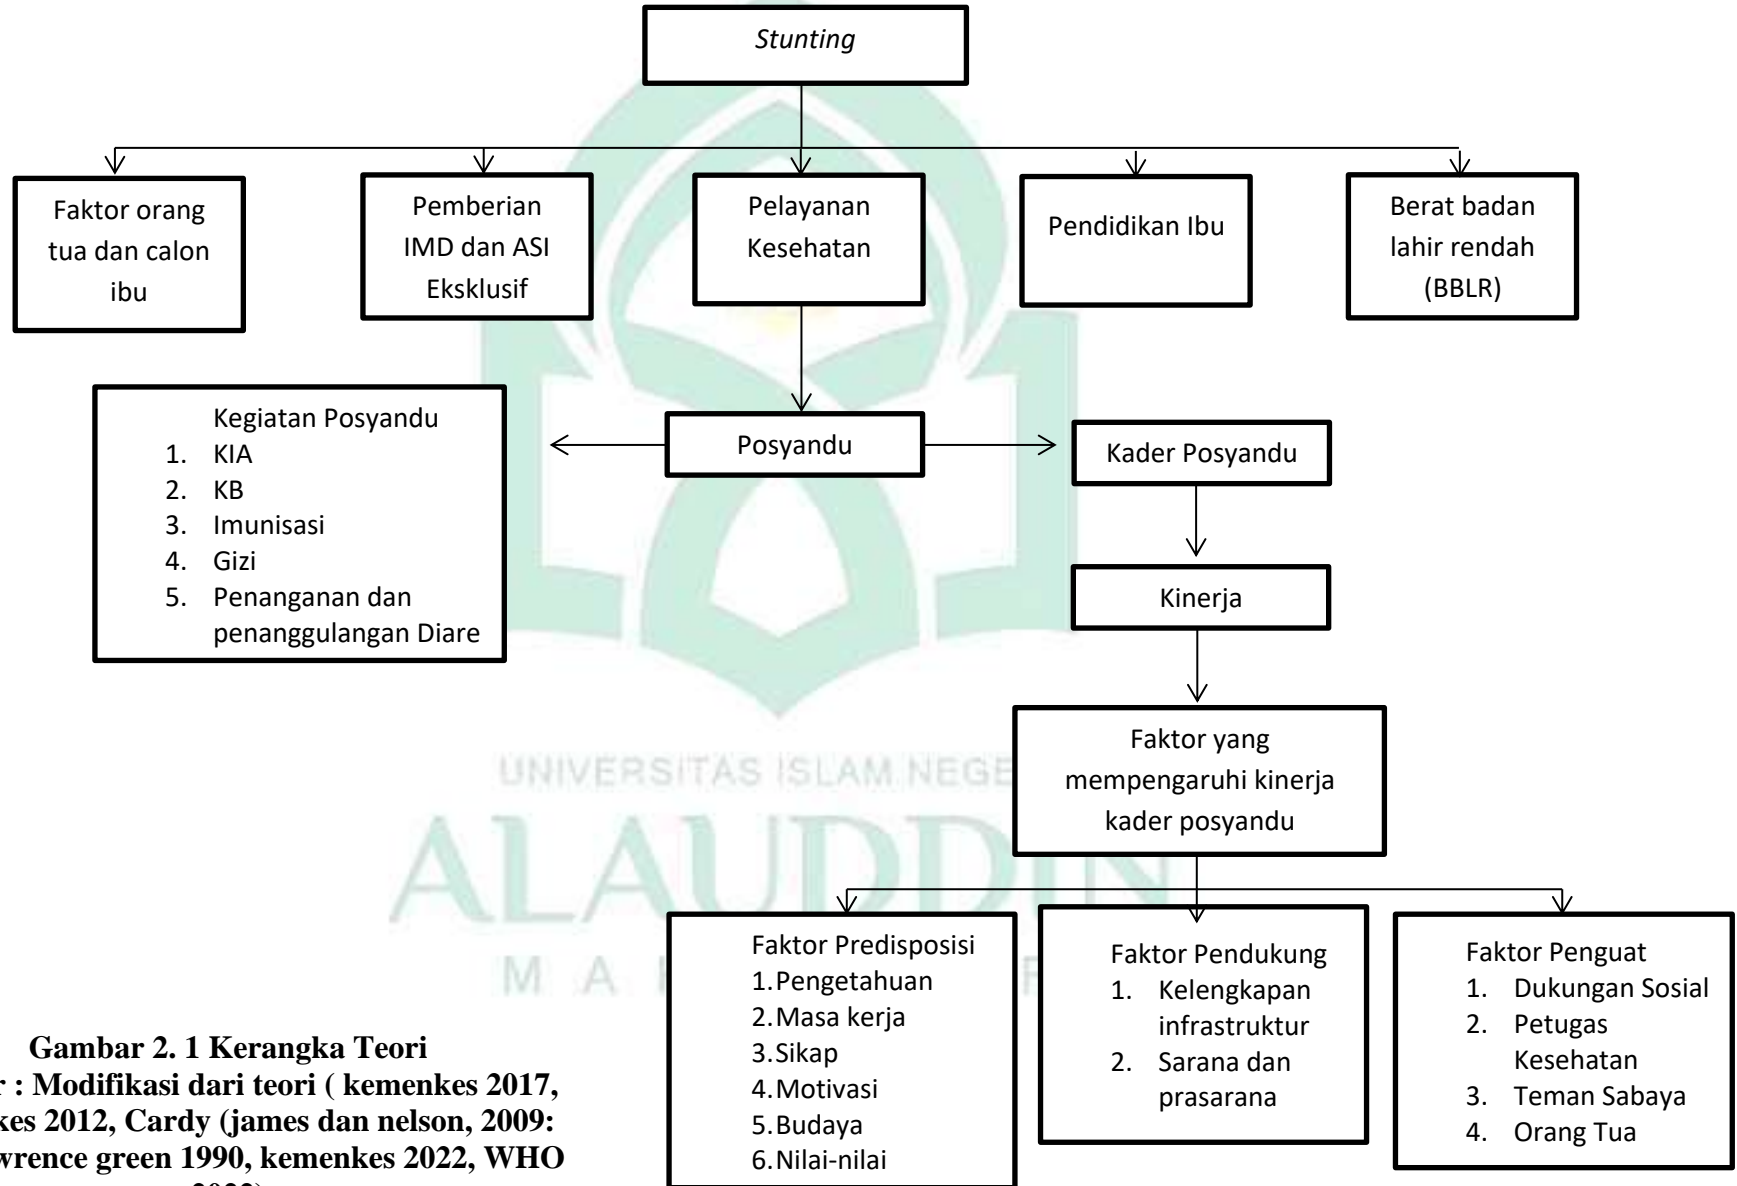 Stunting
Faktor orang
tua dan calon
ibu
Pemberian
IMD dan ASI
Eksklusif
Pelayanan
Kesehatan
Pendidikan Ibu
Berat badan
lahir rendah
(BBLR)
Kegiatan Posyandu
1. KIA
2. KB
3. Imunisasi
4. Gizi
5. Penanganan dan
penanggulangan Diare
Posyandu
Kader Posyandu
Kinerja
Faktor yang
mempengaruhi kinerja
kader posyandu
UNIVERSITAS ISLAM NEGE
ALAUDDIN
M A
Faktor Predisposisi
1.Pengetahuan
2.Masa kerja
3.Sikap
4.Motivasi
5.Budaya
6.Nilai-nilai
Faktor Pendukung
1. Kelengkapan
infrastruktur
2. Sarana dan
prasarana
Faktor Penguat
1. Dukungan Sosial
2. Petugas
Kesehatan
3. Teman Sabaya
4. Orang Tua
Gambar 2. 1 Kerangka Teori
: Modifikasi dari teori ( kemenkes 2017,
kes 2012, Cardy (james dan nelson, 2009:
wrence green 1990, kemenkes 2022, WHO